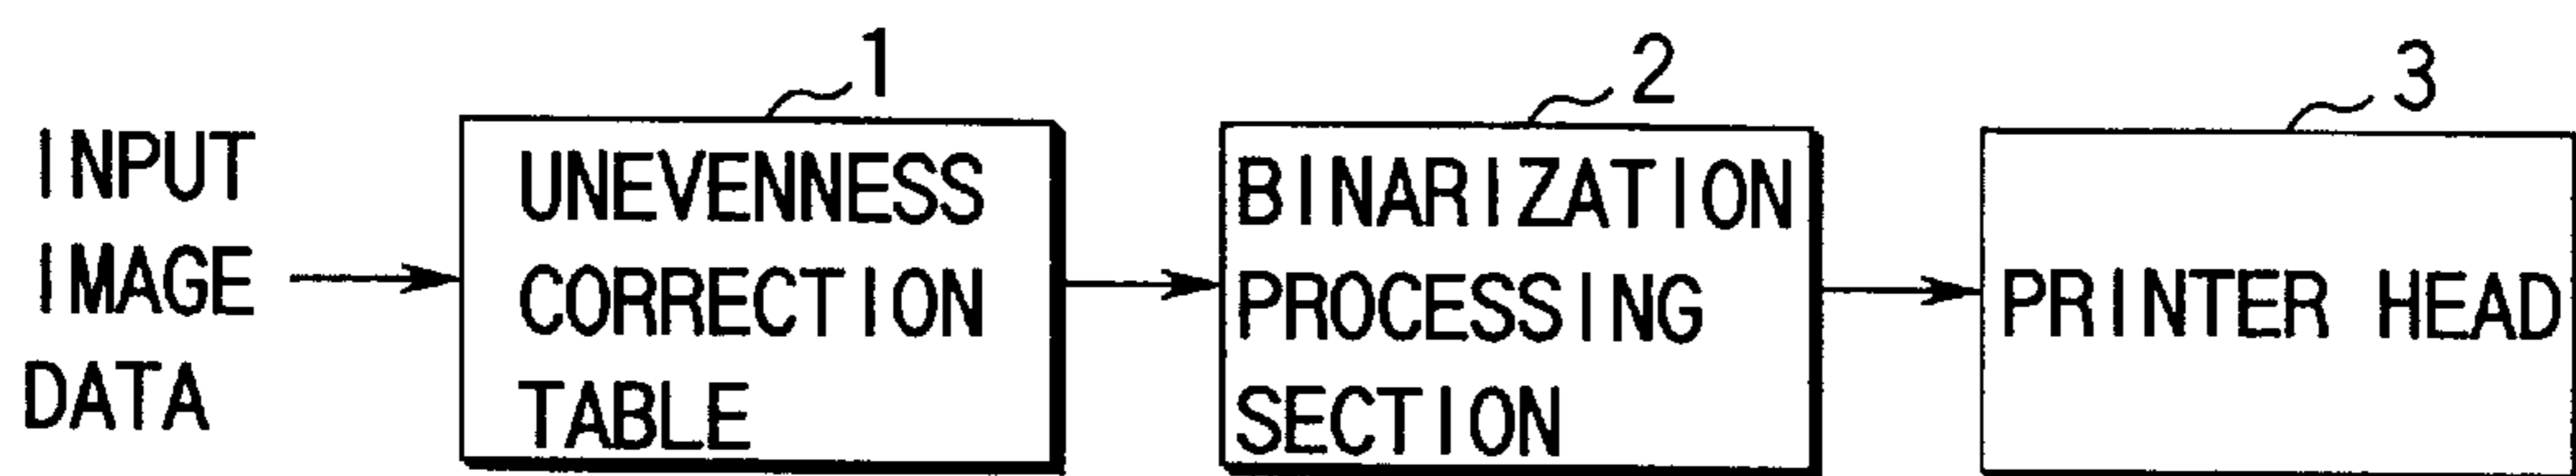 1
2
3
INPUT
IMAGE
DATA
UNEVENNESS
CORRECTION
TABLE
BINARIZATION
PROCESSING
SECTION
PRINTER HEAD